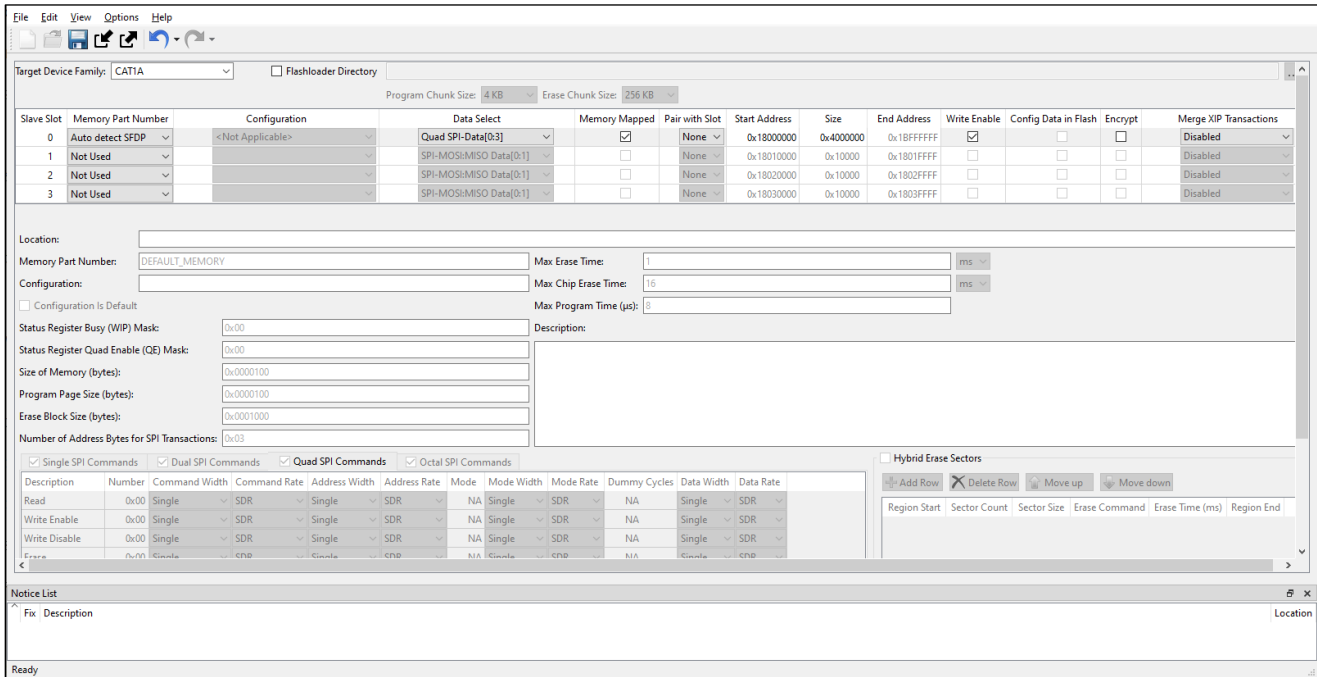 File Edit View Options Help
Target Device Family: CAT1A Flashloader Directory ..
Program Chunk Size: 4 KB Erase Chunk Size: 256 KB
Slave Slot Memory Part Number Configuration Data Select Memory Mapped Pair with Slot Start Address Size End Address Write Enable Config Data in Flash Encrypt Merge XIP Transactions
0 Auto detect SFDP <Not Applicable> Quad SPI-Data[0:3] None 0x18000000 0x4000000 0x1BFFFFFF Disabled
1 Not Used SPI-MOSI:MISO Data[0:1] None 0x18010000 0x10000 0x1801FFFF Disabled
2 Not Used SPI-MOSI:MISO Data[0:1] None 0x18020000 0x10000 0x1802FFFF Disabled
3 Not Used SPI-MOSI:MISO Data[0:1] None 0x18030000 0x10000 0x1803FFFF Disabled
Location:
Memory Part Number: DEFAULT_MEMORY Max Erase Time: 1 ms
Configuration: Max Chip Erase Time: 16 ms
Configuration Is Default Max Program Time (µs): 8
Status Register Busy (WIP) Mask: 0x00 Description:
Status Register Quad Enable (QE) Mask: 0x00
Size of Memory (bytes): 0x0000100
Program Page Size (bytes): 0x0000100
Erase Block Size (bytes): 0x0001000
Number of Address Bytes for SPI Transactions: 0x03
Single SPI Commands Dual SPI Commands Quad SPI Commands Octal SPI Commands Hybrid Erase Sectors
Description Number Command Width Command Rate Address Width Address Rate Mode Mode Width Mode Rate Dummy Cycles Data Width Data Rate Add Row Delete Row Move up Move down
Read 0x00 Single SDR Single SDR NA Single SDR NA Single SDR Region Start Sector Count Sector Size Erase Command Erase Time (ms) Region End
Write Enable 0x00 Single SDR Single SDR NA Single SDR NA Single SDR
Write Disable 0x00 Single SDR Single SDR NA Single SDR NA Single SDR
Erase 0x00 Single SDR Single SDR NA Single SDR NA Single SDR
Notice List
Fix Description Location
Ready